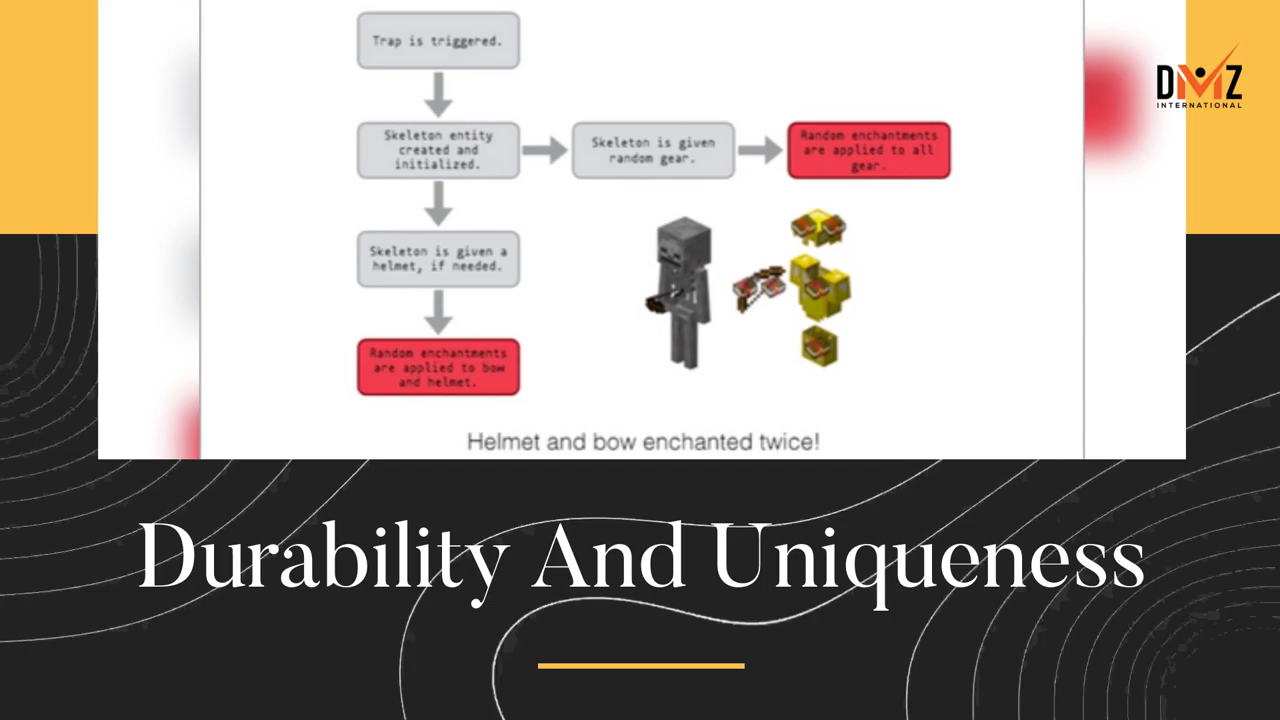 Trap is triggered.
DMZ
INTERNATIONAL
Skeleton entity
created and
initialized.
Skeleton is given
random gear.
Random enchantments
are applied to all
gear.
Skeleton is given a
helmet, if needed.
Random enchantments
are applied to bow
and helmet.
Helmet and bow enchanted twice!
Durability And Uniqueness